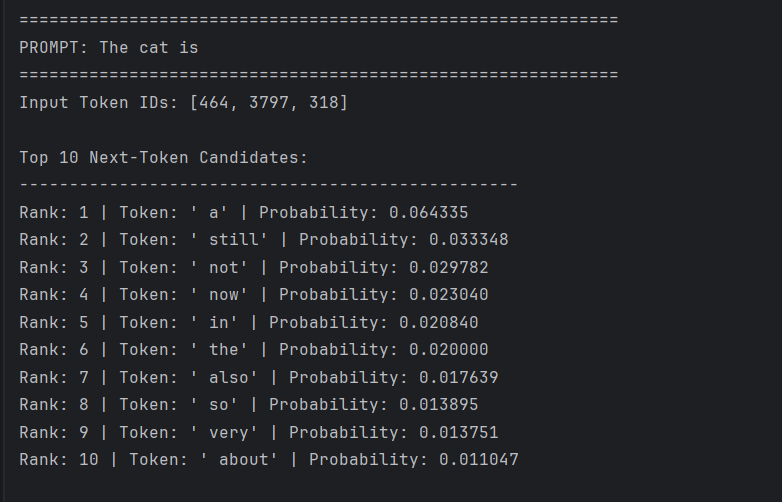 ============================================================
PROMPT: The cat is
============================================================
Input Token IDs: [464, 3797, 318]
Top 10 Next-Token Candidates:
--------------------------------------------------
Rank: 1 | Token: ' a' | Probability: 0.064335
Rank: 2 | Token: ' still' | Probability: 0.033348
Rank: 3 | Token: ' not' | Probability: 0.029782
Rank: 4 | Token: ' now' | Probability: 0.023040
Rank: 5 | Token: ' in' | Probability: 0.020840
Rank: 6 | Token: ' the' | Probability: 0.020000
Rank: 7 | Token: ' also' | Probability: 0.017639
Rank: 8 | Token: ' so' | Probability: 0.013895
Rank: 9 | Token: ' very' | Probability: 0.013751
Rank: 10 | Token: ' about' | Probability: 0.011047